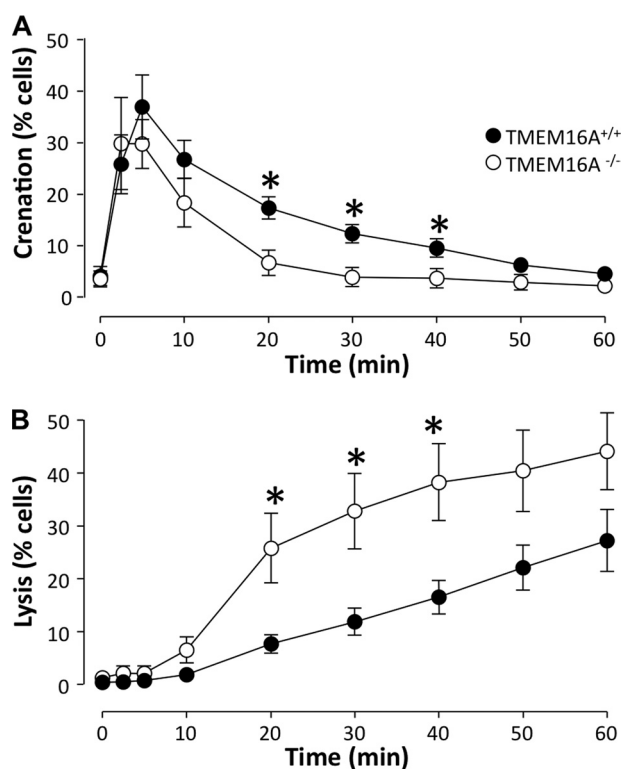 A
Crenation (% cells)
50
40
30
20
10
0
TMEM16A+/+
TMEM16A -/-
* * *
0 10 20 30 40 50 60
Time (min)
B
Lysis (% cells)
50
40
30
20
10
0
* * *
0 10 20 30 40 50 60
Time (min)